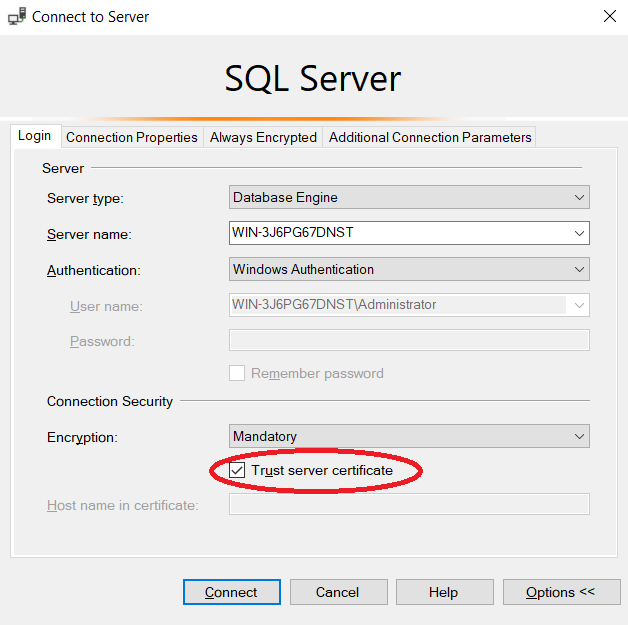 Connect to Server
SQL Server
Login Connection Properties Always Encrypted Additional Connection Parameters
Server
Server type: Database Engine
Server name: WIN-3J6PG67DNST
Authentication: Windows Authentication
User name: WIN-3J6PG67DNST\Administrator
Password:
Remember password
Connection Security
Encryption: Mandatory
Trust server certificate
Host name in certificate:
Connect Cancel Help Options <<